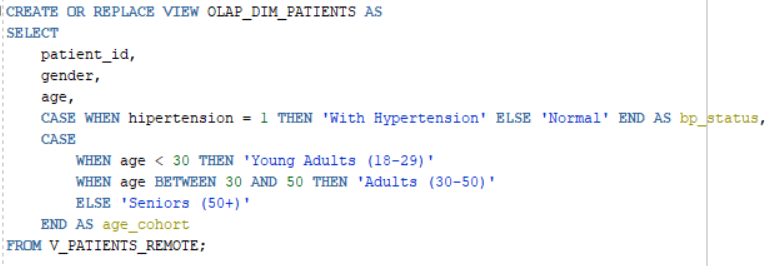 CREATE OR REPLACE VIEW OLAP_DIM_PATIENTS AS
SELECT
    patient_id,
    gender,
    age,
    CASE WHEN hipertension = 1 THEN 'With Hypertension' ELSE 'Normal' END AS bp_status,
    CASE
        WHEN age < 30 THEN 'Young Adults (18-29)'
        WHEN age BETWEEN 30 AND 50 THEN 'Adults (30-50)'
        ELSE 'Seniors (50+)'
    END AS age_cohort
FROM V_PATIENTS_REMOTE;